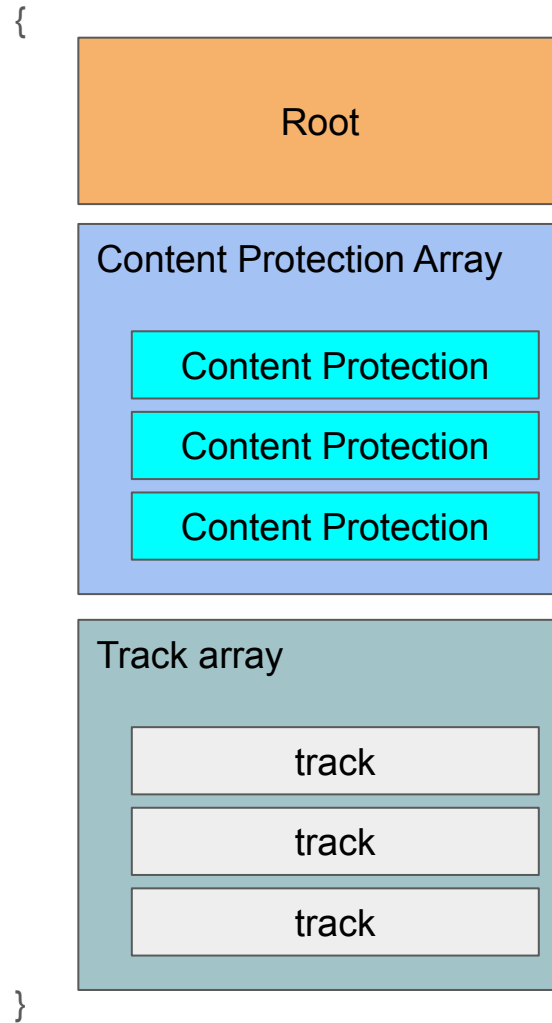 {
Root
Content Protection Array
Content Protection
Content Protection
Content Protection
Track array
track
track
track
}